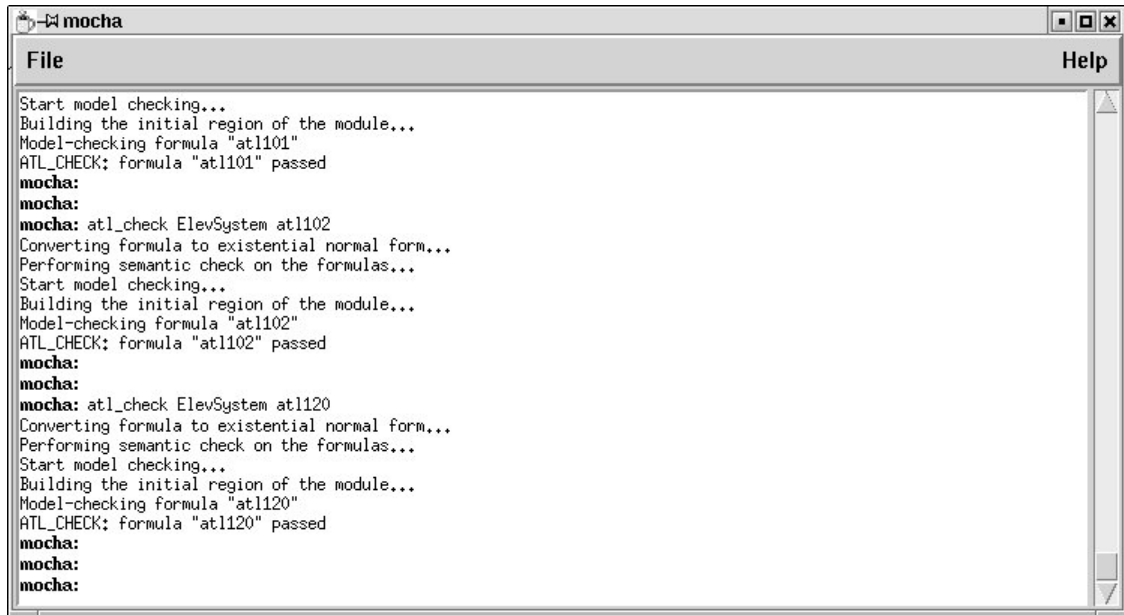 mocha
File Help
Start model checking...
Building the initial region of the module...
Model-checking formula "atl101"
ATL_CHECK: formula "atl101" passed
mocha:
mocha:
mocha: atl_check ElevSystem atl102
Converting formula to existential normal form...
Performing semantic check on the formulas...
Start model checking...
Building the initial region of the module...
Model-checking formula "atl102"
ATL_CHECK: formula "atl102" passed
mocha:
mocha:
mocha: atl_check ElevSystem atl120
Converting formula to existential normal form...
Performing semantic check on the formulas...
Start model checking...
Building the initial region of the module...
Model-checking formula "atl120"
ATL_CHECK: formula "atl120" passed
mocha:
mocha:
mocha: